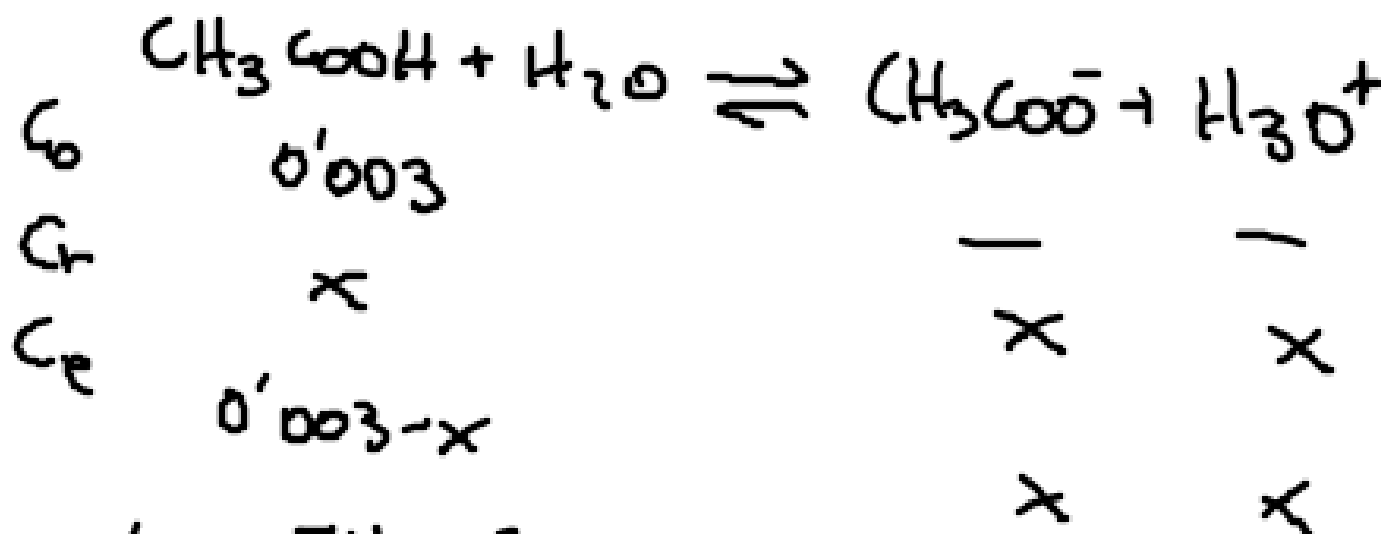 CH₃COOH + H₂O ⇌ CH₃COO⁻ + H₃O⁺
C₀ 0'003 — —
Cr x x x
Ce 0'003-x x x